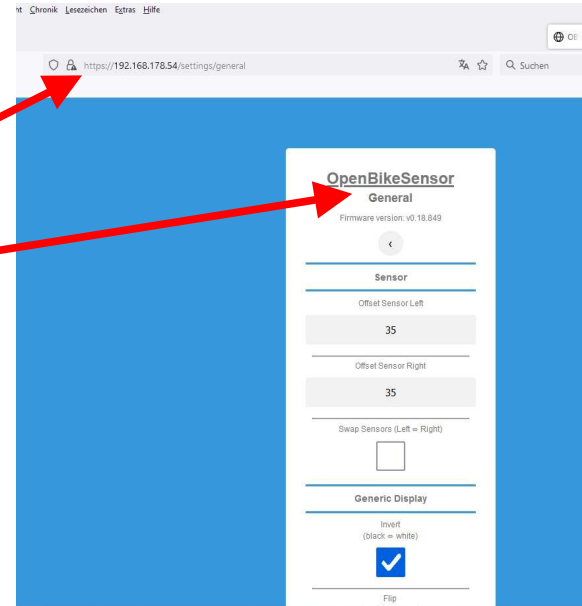 Chronik Lesezeichen Extras Hilfe
https://192.168.178.54/settings/general
Suchen
OpenBikeSensor
General
Firmware version: v0.18.849
‹
Sensor
Offset Sensor Left
35
Offset Sensor Right
35
Swap Sensors (Left = Right)
Generic Display
Invert
(black = white)
Flip